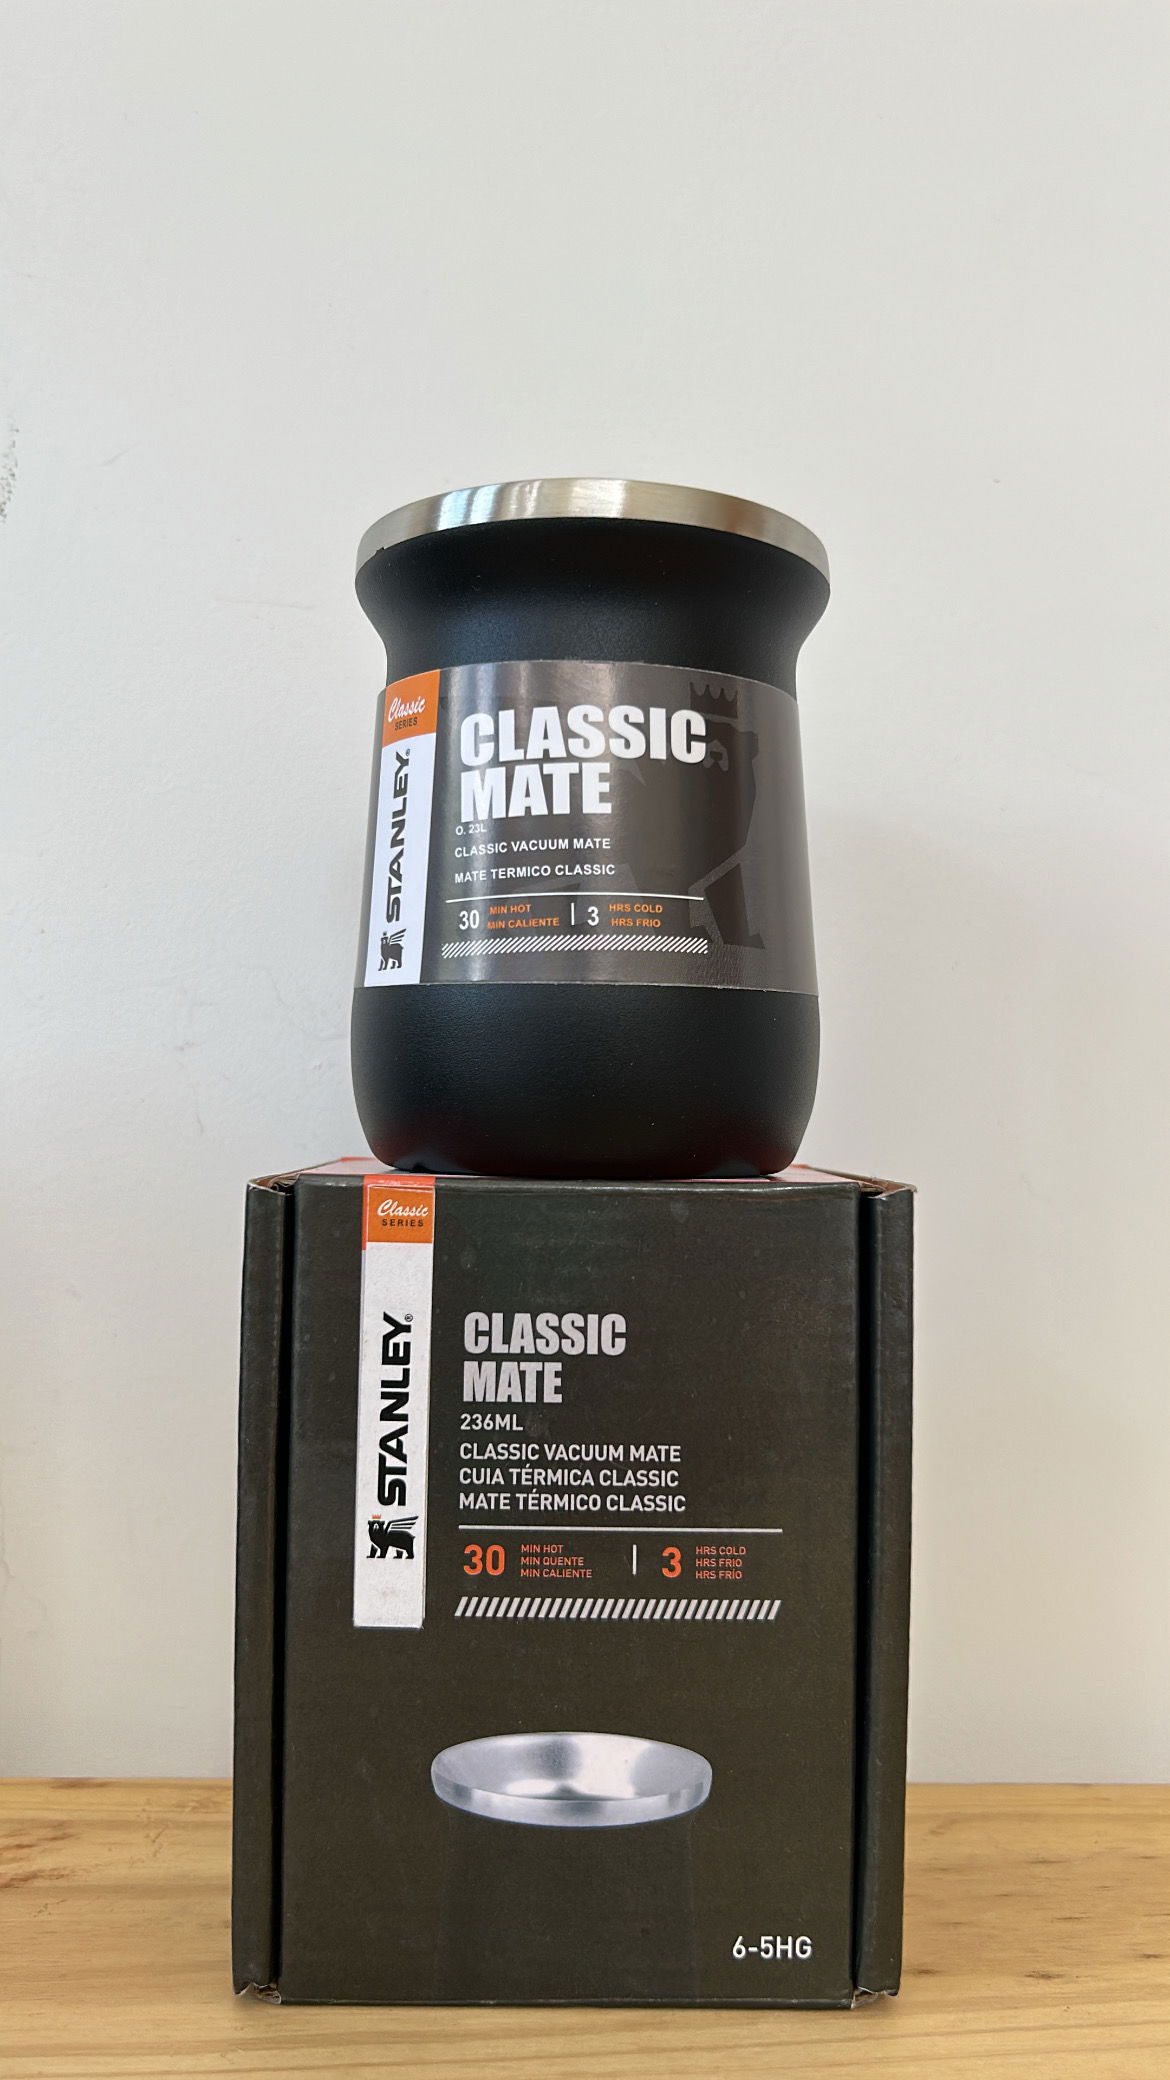 Classic
SERIES
STANLEY®
CLASSIC
MATE
O. 23L
CLASSIC VACUUM MATE
MATE TERMICO CLASSIC
30 MIN HOT
MIN CALIENTE
3 HRS COLD
HRS FRIO
Classic
SERIES
STANLEY®
CLASSIC
MATE
236ML
CLASSIC VACUUM MATE
CUIA TÉRMICA CLASSIC
MATE TÉRMICO CLASSIC
30 MIN HOT
MIN QUENTE
MIN CALIENTE
3 HRS COLD
HRS FRIO
HRS FRÍO
6-5HG